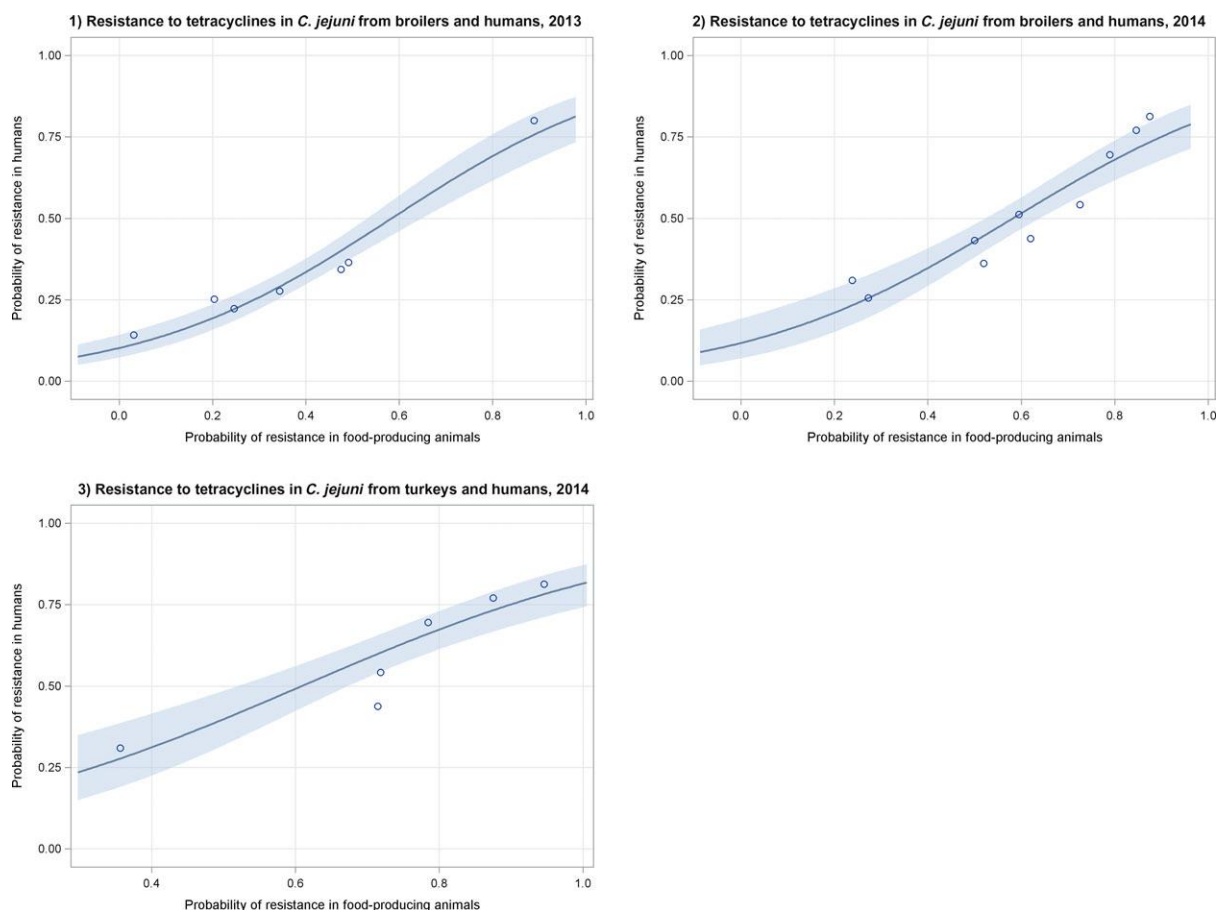 1) Resistance to tetracyclines in C. jejuni from broilers and humans, 2013
1.00
0.75
0.50
0.25
0.00
Probability of resistance in humans
0.0 0.2 0.4 0.6 0.8 1.0
Probability of resistance in food-producing animals
2) Resistance to tetracyclines in C. jejuni from broilers and humans, 2014
1.00
0.75
0.50
0.25
0.00
Probability of resistance in humans
0.0 0.2 0.4 0.6 0.8 1.0
Probability of resistance in food-producing animals
3) Resistance to tetracyclines in C. jejuni from turkeys and humans, 2014
1.00
0.75
0.50
0.25
0.00
Probability of resistance in humans
0.4 0.6 0.8 1.0
Probability of resistance in food-producing animals